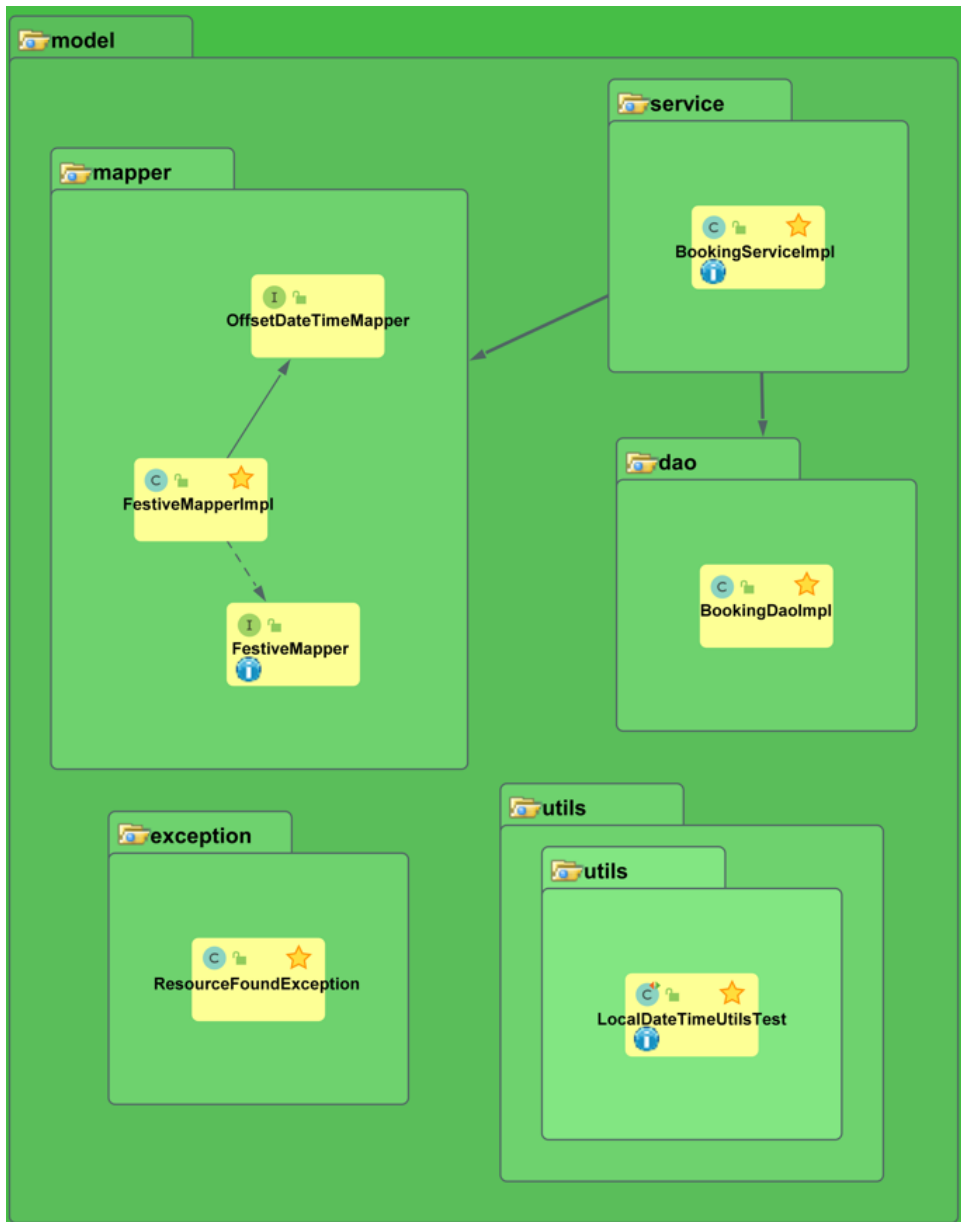 model
service
mapper
C
BookingServiceImpl
i
I
OffsetDateTimeMapper
dao
C
FestiveMapperImpl
C
BookingDaoImpl
I
FestiveMapper
i
utils
exception
utils
C
ResourceFoundException
C
LocalDateTimeUtilsTest
i